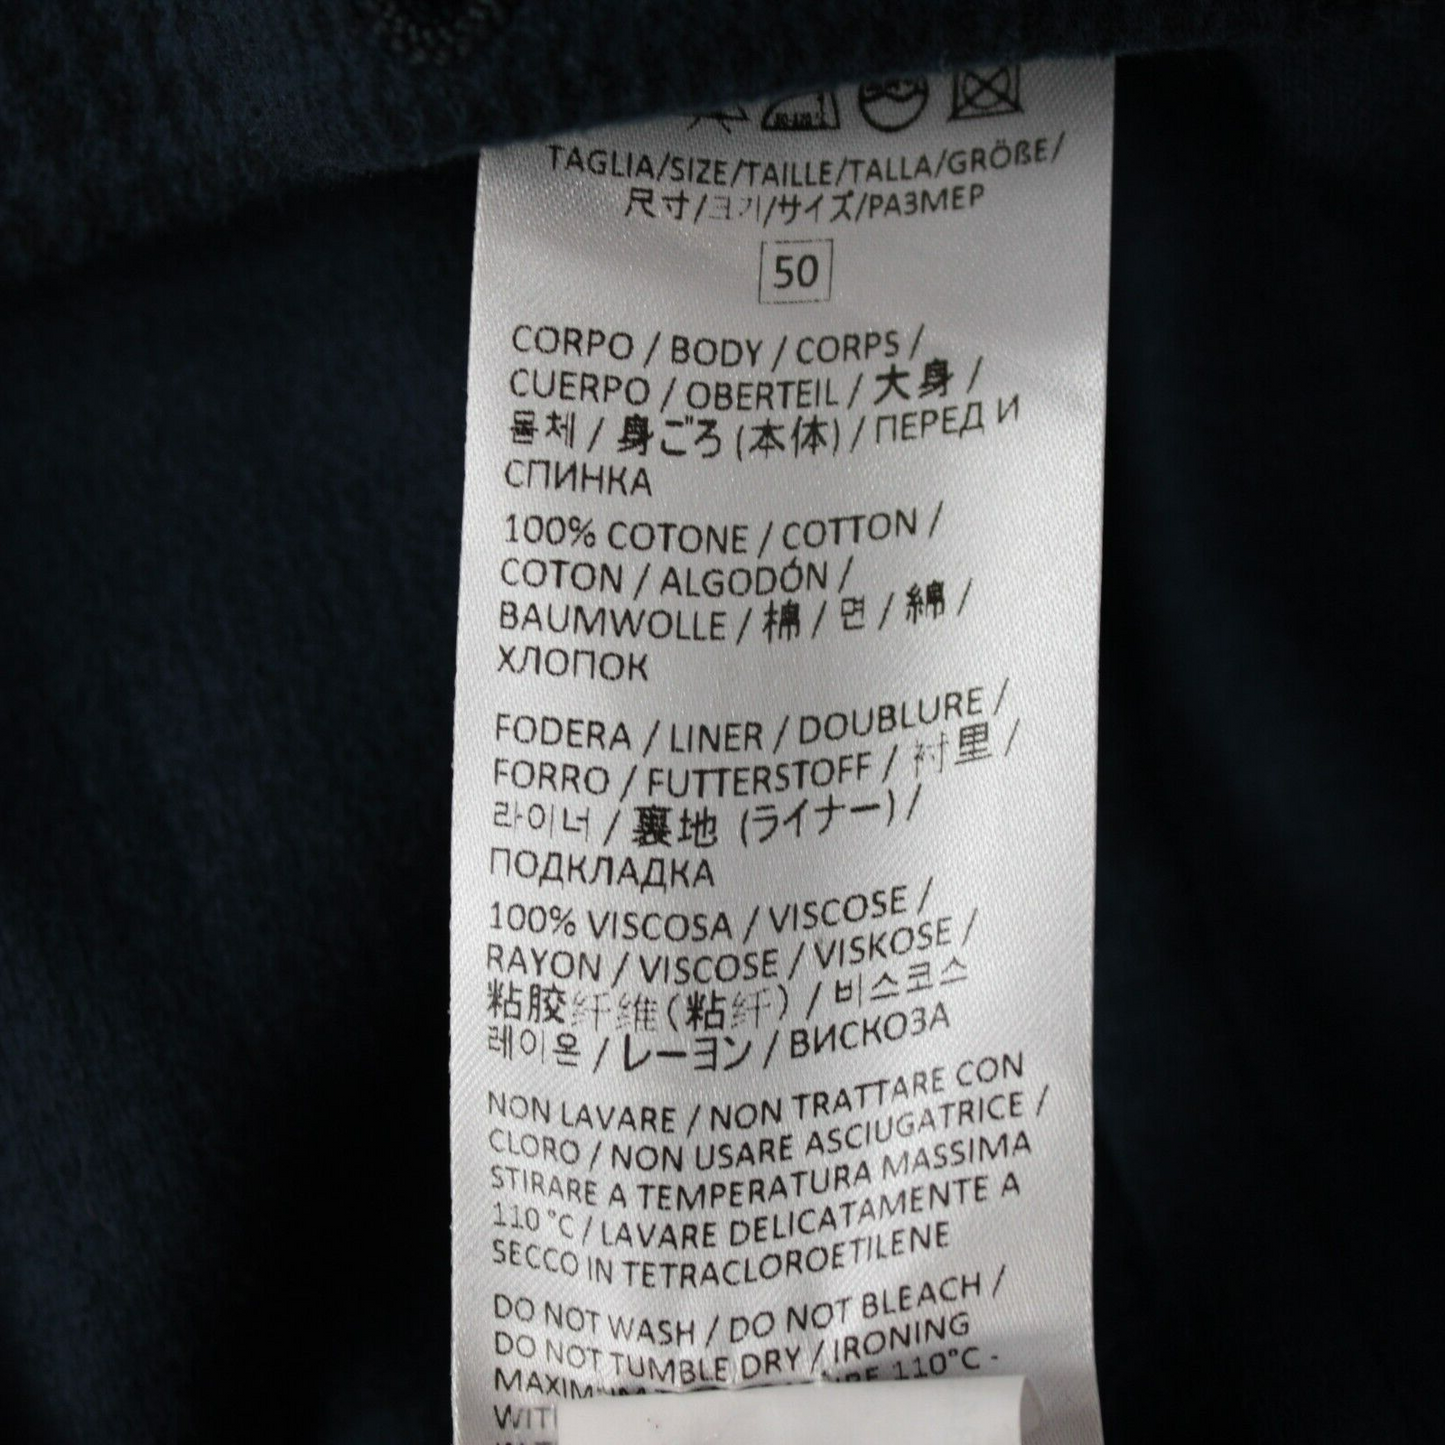 TAGLIA/SIZE/TAILLE/TALLA/GRÖßE/
尺寸/크기/サイズ/РАЗМЕР
50
CORPO / BODY / CORPS /
CUERPO / OBERTEIL / 大身 /
몸체 / 身ごろ (本体) / ПЕРЕД И
СПИНКА
100% COTONE / COTTON /
COTON / ALGODÓN /
BAUMWOLLE / 棉 / 면 / 綿 /
ХЛОПОК
FODERA / LINER / DOUBLURE /
FORRO / FUTTERSTOFF / 衬里 /
라이너 / 裏地 (ライナー) /
ПОДКЛАДКА
100% VISCOSA / VISCOSE /
RAYON / VISCOSE / VISKOSE /
粘胶纤维(粘纤) / 비스코스
레이온 / レーヨン / ВИСКОЗА
NON LAVARE / NON TRATTARE CON
CLORO / NON USARE ASCIUGATRICE /
STIRARE A TEMPERATURA MASSIMA
110°C / LAVARE DELICATAMENTE A
SECCO IN TETRACLOROETILENE
DO NOT WASH / DO NOT BLEACH /
DO NOT TUMBLE DRY / IRONING
110°C -